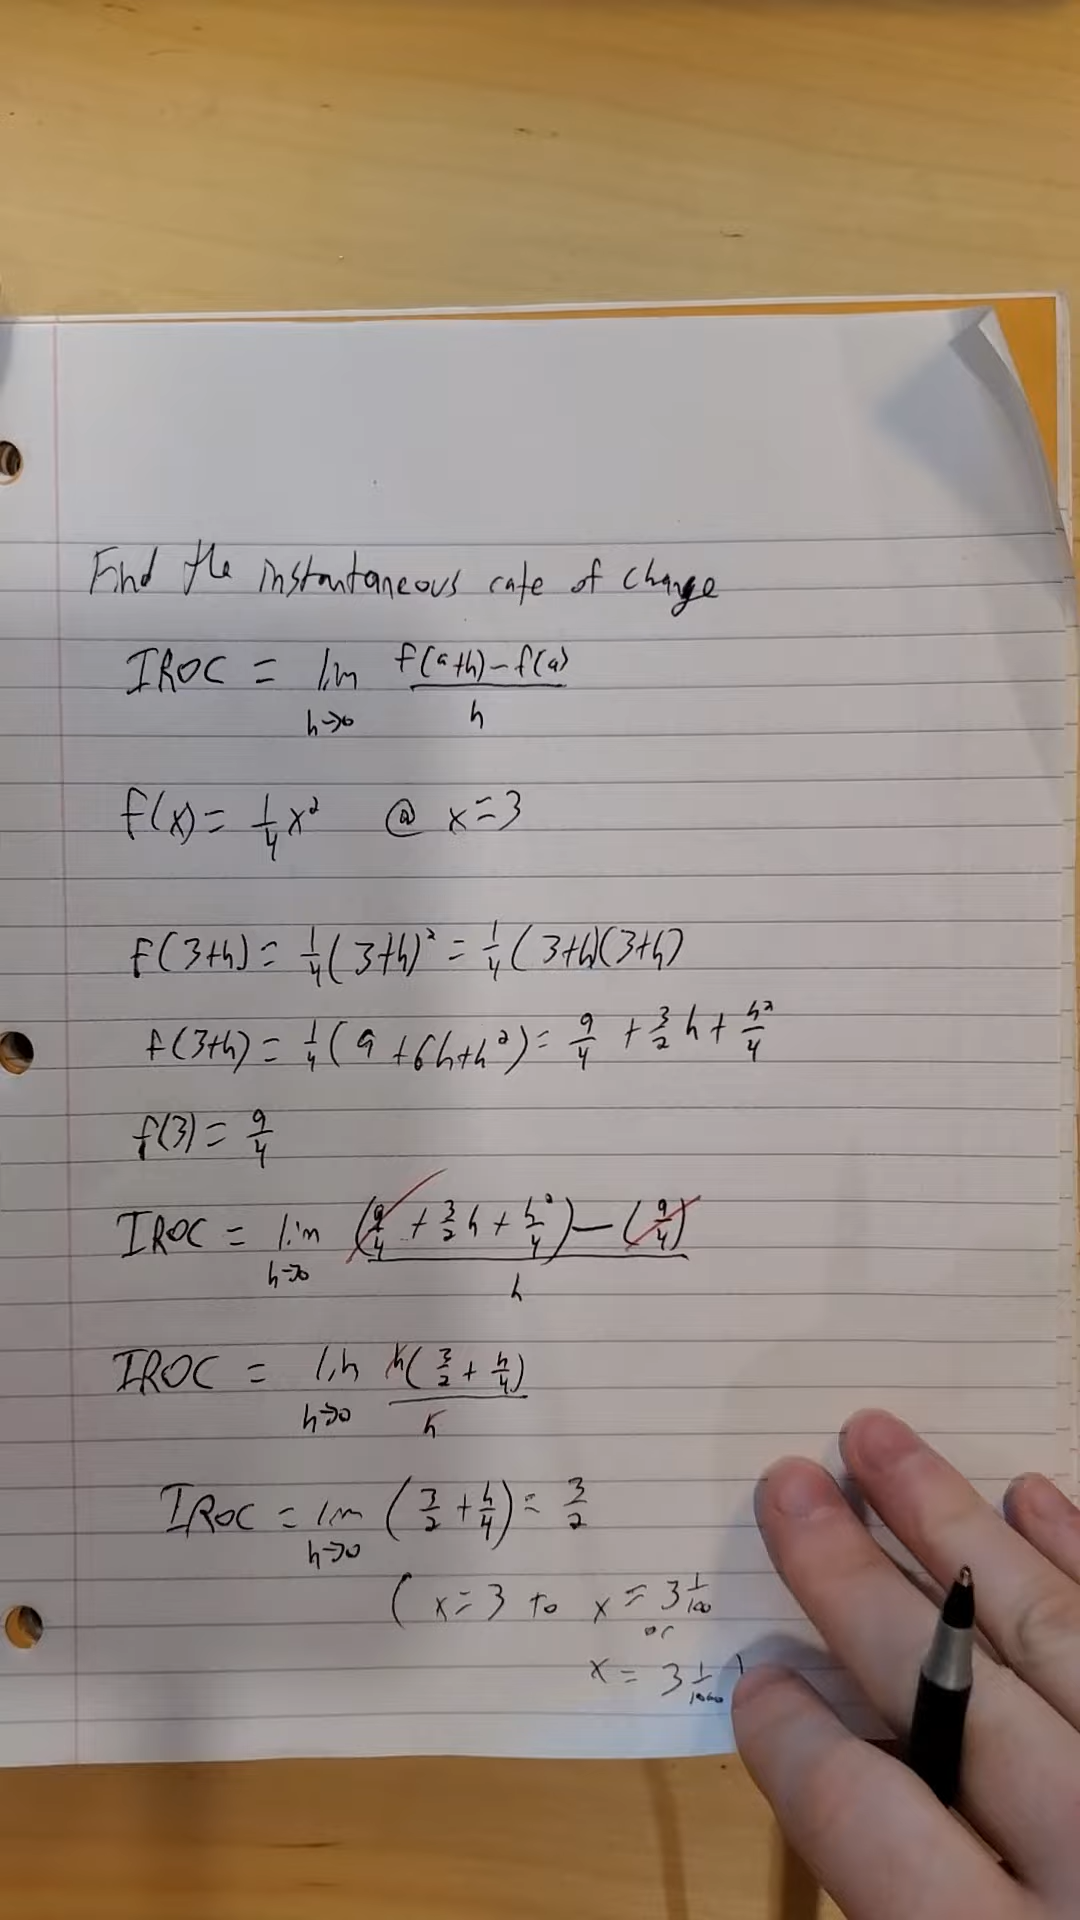 Find the instantaneous rate of change
IROC = lim h→0 f(a+h)-f(a) / h
f(x) = 1/4 x² @ x=3
f(3+h) = 1/4(3+h)² = 1/4(3+h)(3+h)
f(3+h) = 1/4(9+6h+h²) = 9/4 + 3/2 h + h²/4
f(3) = 9/4
IROC = lim h→0 (9/4 + 3/2 h + h²/4) - (9/4) / h
IROC = lim h→0 h(3/2 + h/4) / h
IROC = lim h→0 (3/2 + h/4) = 3/2
( x=3 to x = 3 1/100
or
x = 3